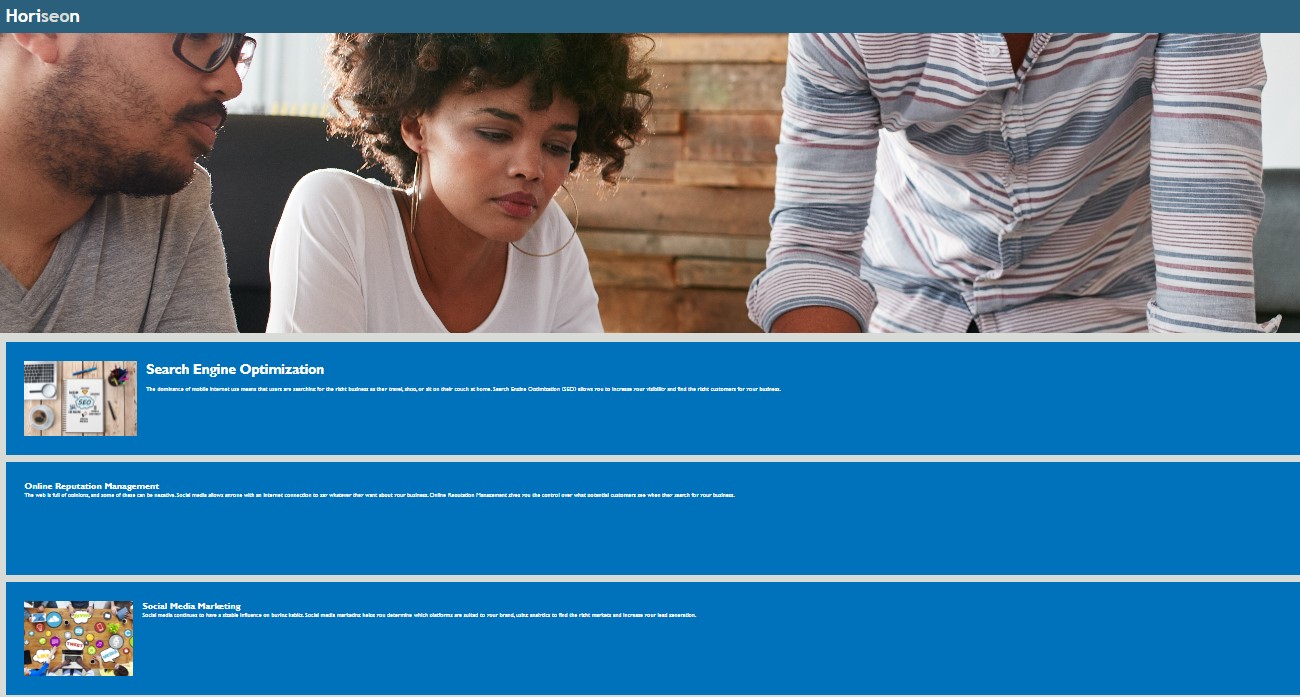 Horiseon
Search Engine Optimization
The dominance of mobile internet use means that users are searching for the right business as they travel, shop, or sit on their couch at home. Search Engine Optimization (SEO) allows you to increase your visibility and find the right customers for your business.
SEO
Online Reputation Management
The web is full of opinions, and some of these can be negative. Social media allows anyone with an internet connection to say whatever they want about your business. Online Reputation Management gives you the control over what potential customers see when they search for your business.
Social Media Marketing
Social media continues to have a sizable influence on buying habits. Social media marketing helps you determine which platforms are suited to your brand, using analytics to find the right markets and increase your lead generation.
TWEET